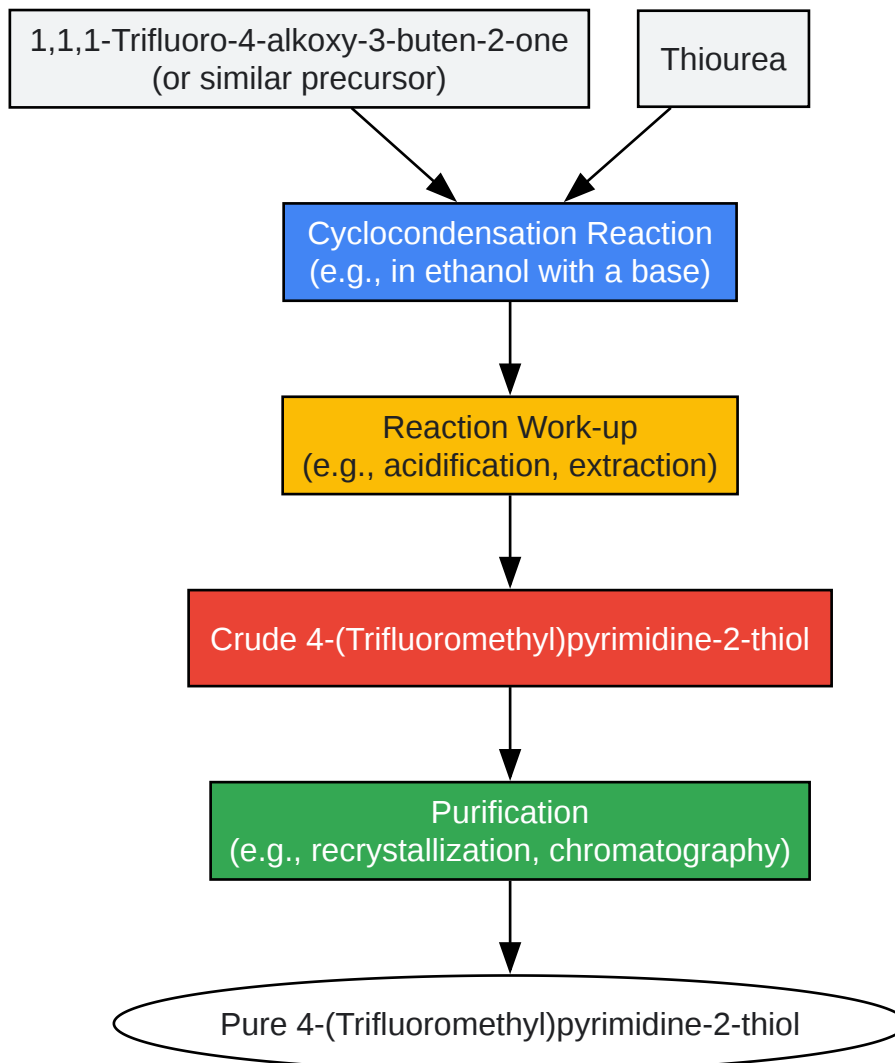 1,1,1-Trifluoro-4-alkoxy-3-buten-2-one
(or similar precursor)
Thiourea
Cyclocondensation Reaction
(e.g., in ethanol with a base)
Reaction Work-up
(e.g., acidification, extraction)
Crude 4-(Trifluoromethyl)pyrimidine-2-thiol
Purification
(e.g., recrystallization, chromatography)
Pure 4-(Trifluoromethyl)pyrimidine-2-thiol